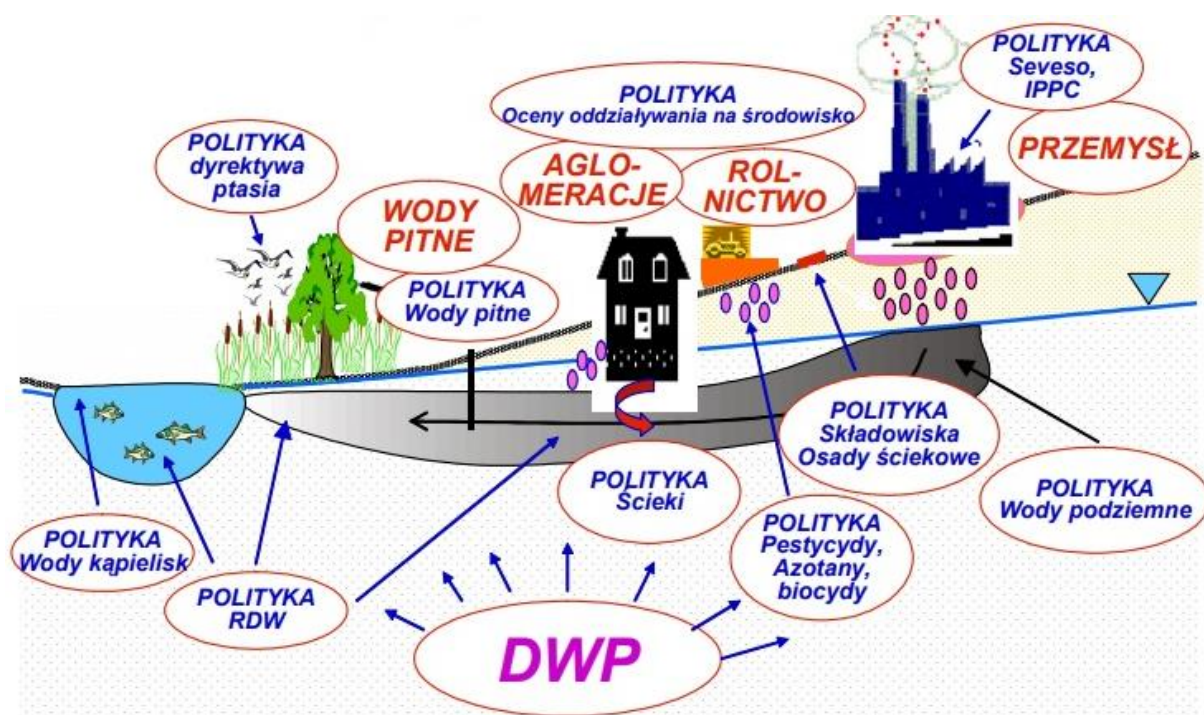 POLITYKA
Seveso,
IPPC
POLITYKA
Oceny oddziaływania na środowisko
POLITYKA
dyrektywa
ptasia
AGLO-
MERACJE
ROL-
NICTWO
PRZEMYSŁ
WODY
PITNE
POLITYKA
Wody pitne
POLITYKA
Składowiska
Osady ściekowe
POLITYKA
Ścieki
POLITYKA
Wody podziemne
POLITYKA
Pestycydy,
Azotany,
biocydy
POLITYKA
Wody kąpielisk
POLITYKA
RDW
DWP